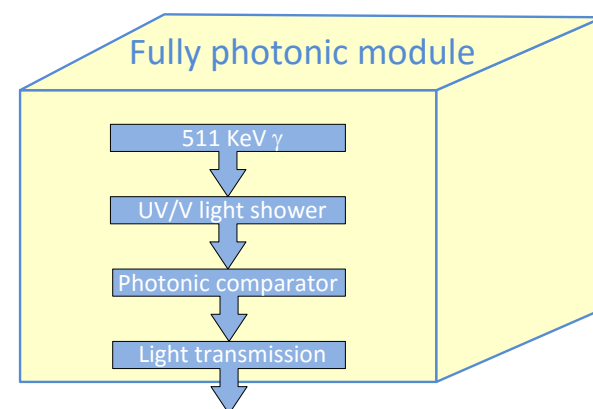 Fully photonic module
511 KeV γ
UV/V light shower
Photonic comparator
Light transmission